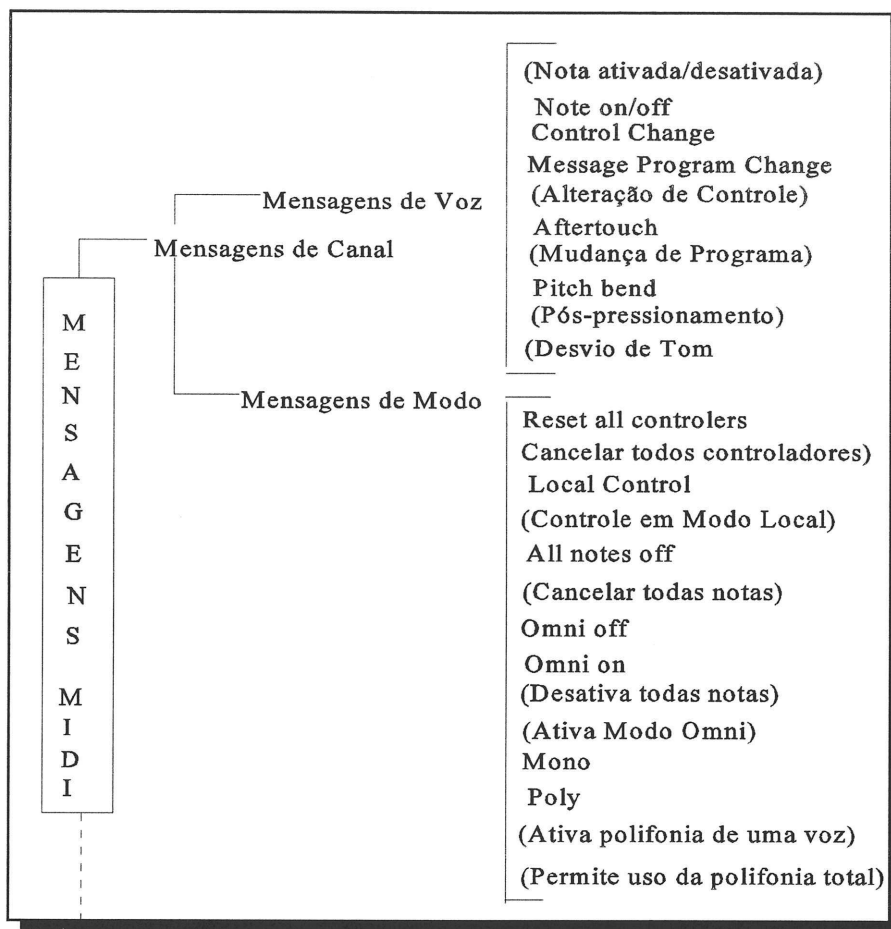 MENSAGENS MIDI
Mensagens de Canal
Mensagens de Voz
(Nota ativada/desativada)
Note on/off
Control Change
Message Program Change
(Alteração de Controle)
Aftertouch
(Mudança de Programa)
Pitch bend
(Pós-pressionamento)
(Desvio de Tom
Mensagens de Modo
Reset all controlers
Cancelar todos controladores)
Local Control
(Controle em Modo Local)
All notes off
(Cancelar todas notas)
Omni off
Omni on
(Desativa todas notas)
(Ativa Modo Omni)
Mono
Poly
(Ativa polifonia de uma voz)
(Permite uso da polifonia total)